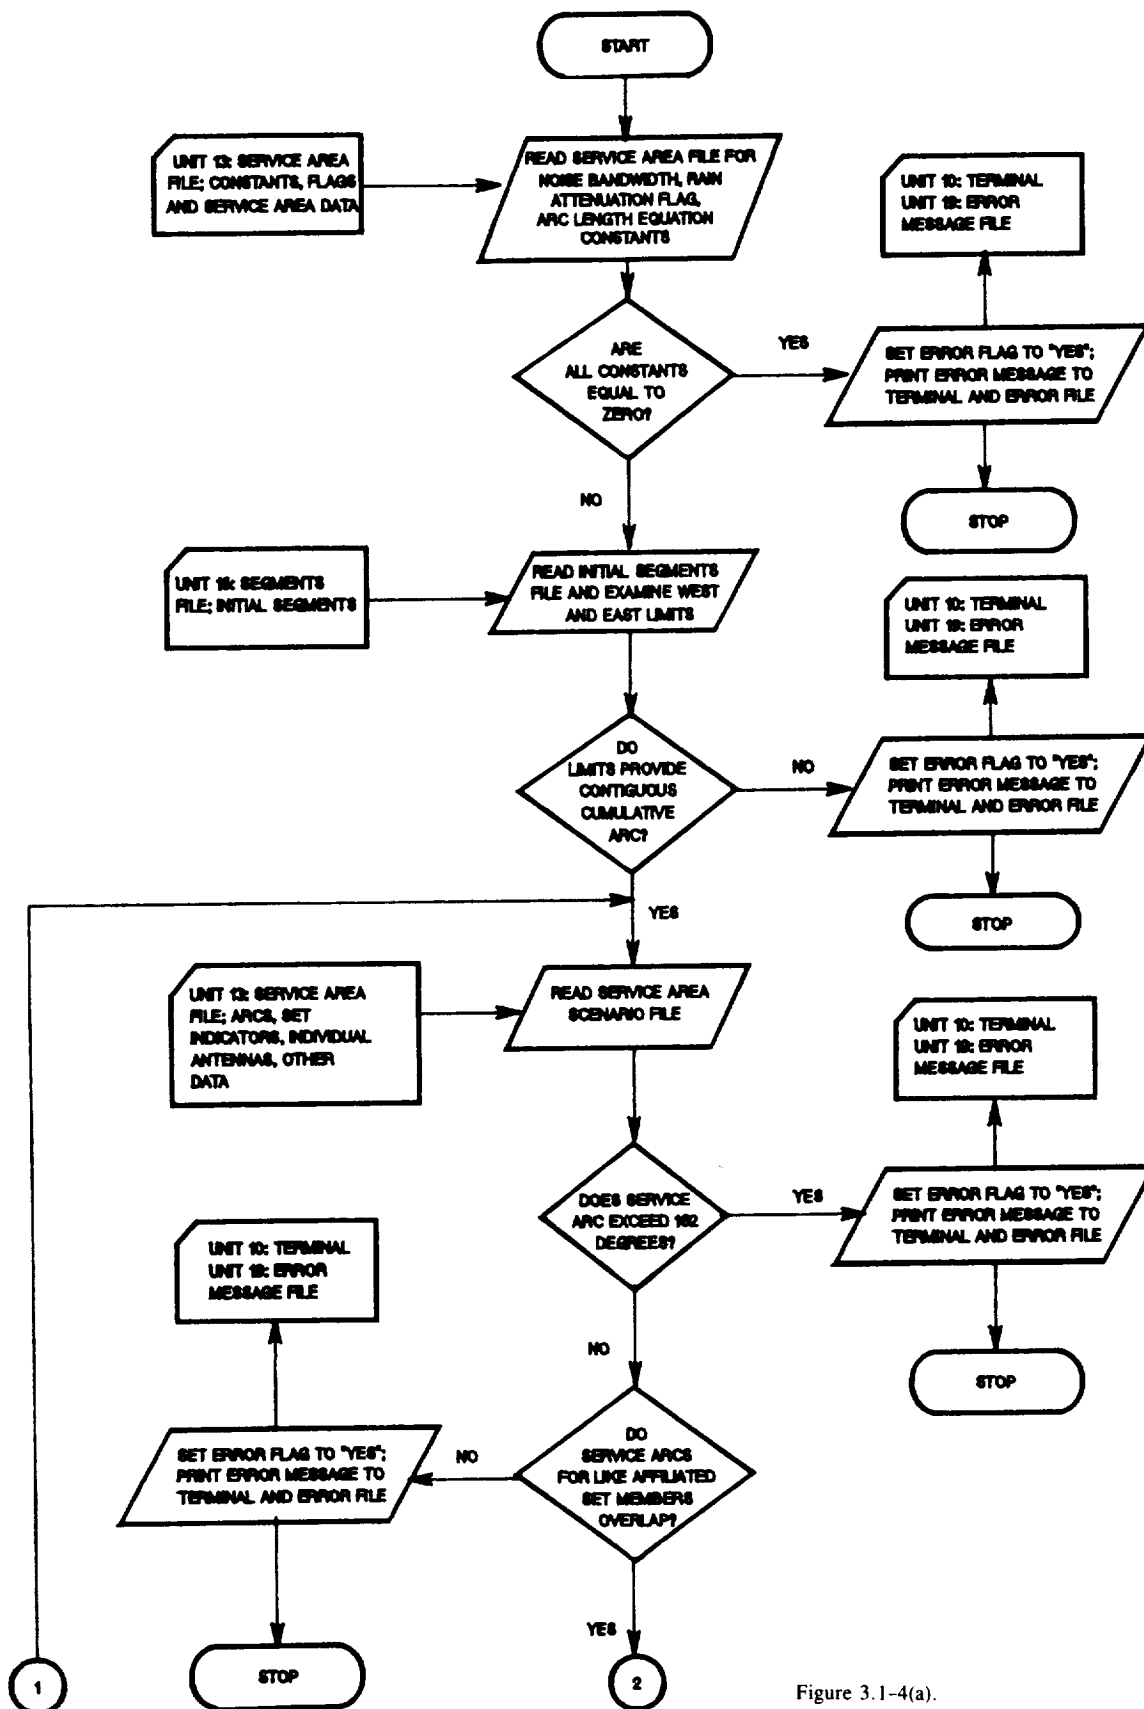 START
UNIT 13: SERVICE AREA
FILE; CONSTANTS, FLAGS
AND SERVICE AREA DATA
READ SERVICE AREA FILE FOR
NOISE BANDWIDTH, RAIN
ATTENUATION FLAG,
ARC LENGTH EQUATION
CONSTANTS
UNIT 10: TERMINAL
UNIT 19: ERROR
MESSAGE FILE
ARE
ALL CONSTANTS
EQUAL TO
ZERO?
YES
SET ERROR FLAG TO "YES";
PRINT ERROR MESSAGE TO
TERMINAL AND ERROR FILE
NO
STOP
UNIT 15: SEGMENTS
FILE; INITIAL SEGMENTS
READ INITIAL SEGMENTS
FILE AND EXAMINE WEST
AND EAST LIMITS
UNIT 10: TERMINAL
UNIT 19: ERROR
MESSAGE FILE
DO
LIMITS PROVIDE
CONTIGUOUS
CUMULATIVE
ARC?
NO
SET ERROR FLAG TO "YES";
PRINT ERROR MESSAGE TO
TERMINAL AND ERROR FILE
YES
STOP
UNIT 13: SERVICE AREA
FILE; ARCS, SET
INDICATORS, INDIVIDUAL
ANTENNAS, OTHER
DATA
READ SERVICE AREA
SCENARIO FILE
UNIT 10: TERMINAL
UNIT 19: ERROR
MESSAGE FILE
DOES SERVICE
ARC EXCEED 162
DEGREES?
YES
SET ERROR FLAG TO "YES";
PRINT ERROR MESSAGE TO
TERMINAL AND ERROR FILE
UNIT 10: TERMINAL
UNIT 19: ERROR
MESSAGE FILE
NO
STOP
SET ERROR FLAG TO "YES";
PRINT ERROR MESSAGE TO
TERMINAL AND ERROR FILE
NO
DO
SERVICE ARCS
FOR LIKE AFFILIATED
SET MEMBERS
OVERLAP?
YES
1
STOP
2
Figure 3.1-4(a).